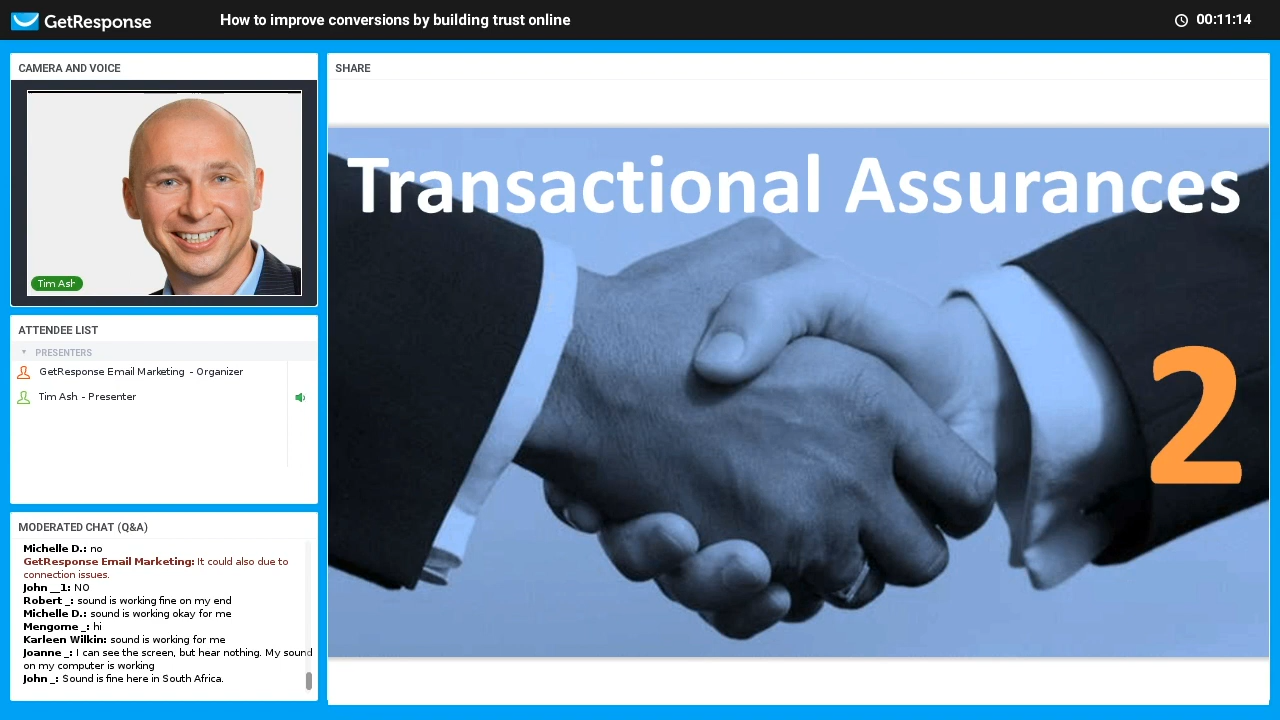 GetResponse
How to improve conversions by building trust online
00:11:14
CAMERA AND VOICE
Tim Ash
ATTENDEE LIST
PRESENTERS
GetResponse Email Marketing - Organizer
Tim Ash - Presenter
MODERATED CHAT (Q&A)
Michelle D.: no
GetResponse Email Marketing: It could also due to
connection issues.
John __1: NO
Robert _: sound is working fine on my end
Michelle D.: sound is working okay for me
Mengome _: hi
Karleen Wilkin: sound is working for me
Joanne _: I can see the screen, but hear nothing. My sound
on my computer is working
John _: Sound is fine here in South Africa.
SHARE
Transactional Assurances
2